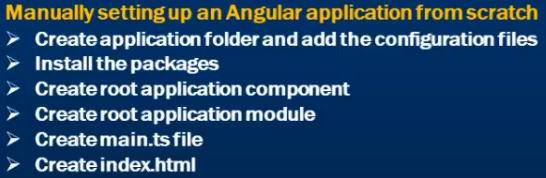 Manually setting up an Angular application from scratch
➢ Create application folder and add the configuration files
➢ Install the packages
➢ Create root application component
➢ Create root application module
➢ Create main.ts file
➢ Create index.html